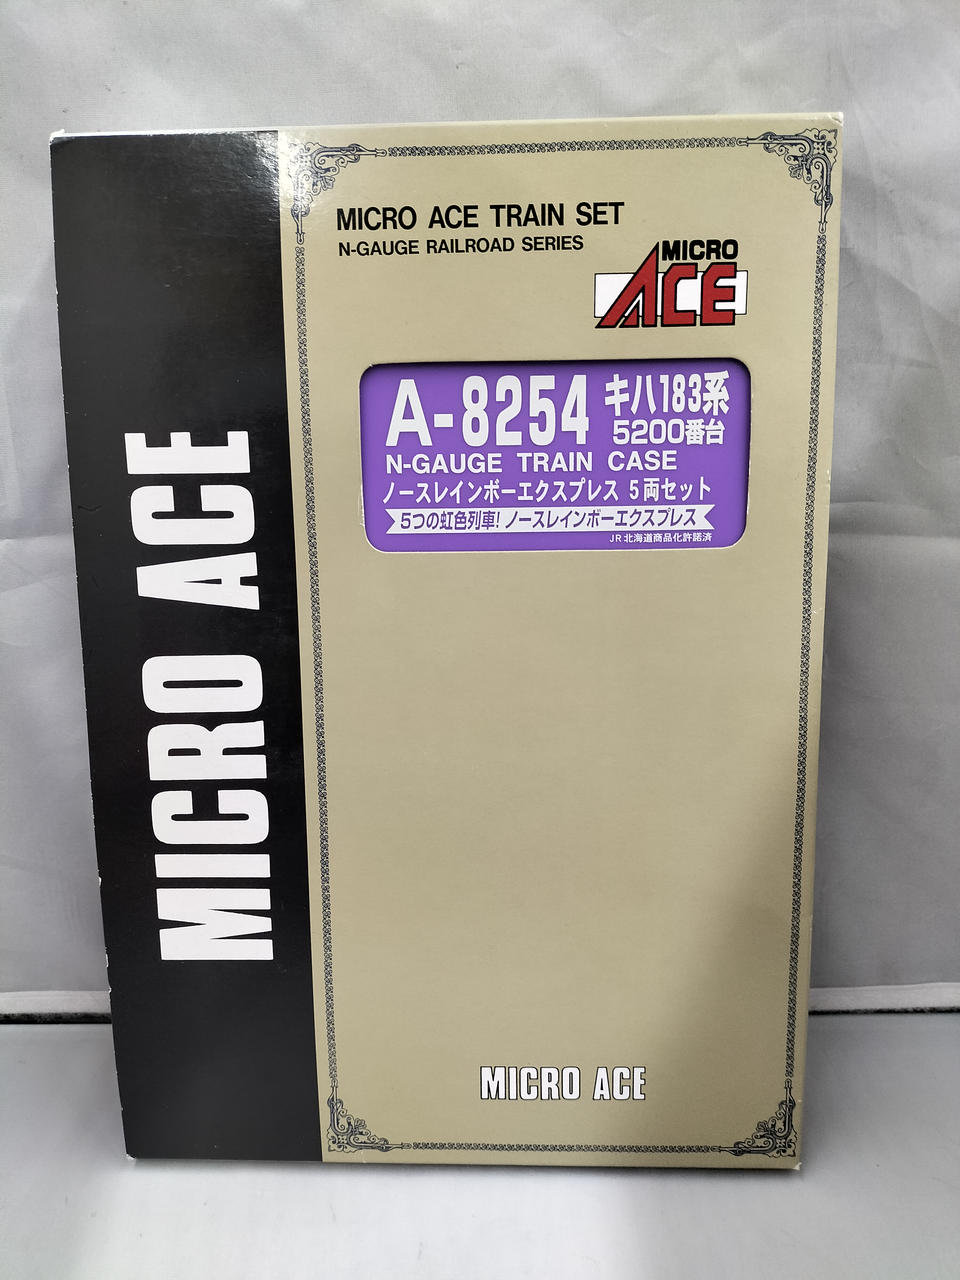 MICRO ACE TRAIN SET
N-GAUGE RAILROAD SERIES
MICRO
ACE
A-8254
キハ183系
5200番台
N-GAUGE TRAIN CASE
ノースレインボーエクスプレス 5両セット
5つの虹色列車! ノースレインボーエクスプレス
JR北海道商品化許諾済
MICRO ACE
MICRO ACE